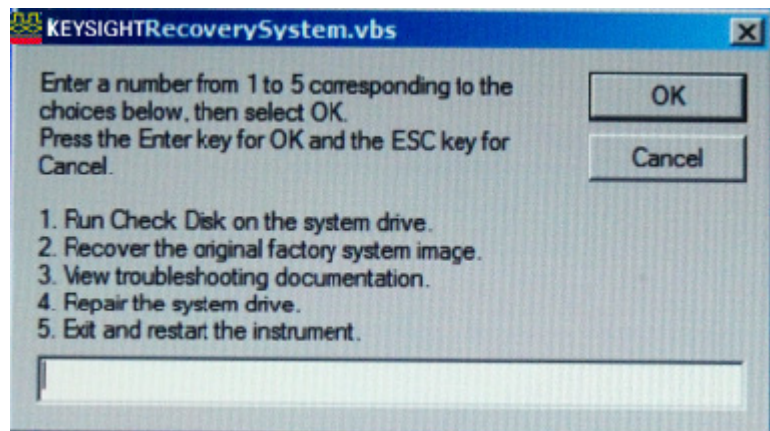 KEYSIGHTRecoverySystem.vbs
Enter a number from 1 to 5 corresponding to the
choices below, then select OK.
Press the Enter key for OK and the ESC key for
Cancel.
OK
Cancel
1. Run Check Disk on the system drive.
2. Recover the original factory system image.
3. View troubleshooting documentation.
4. Repair the system drive.
5. Exit and restart the instrument.